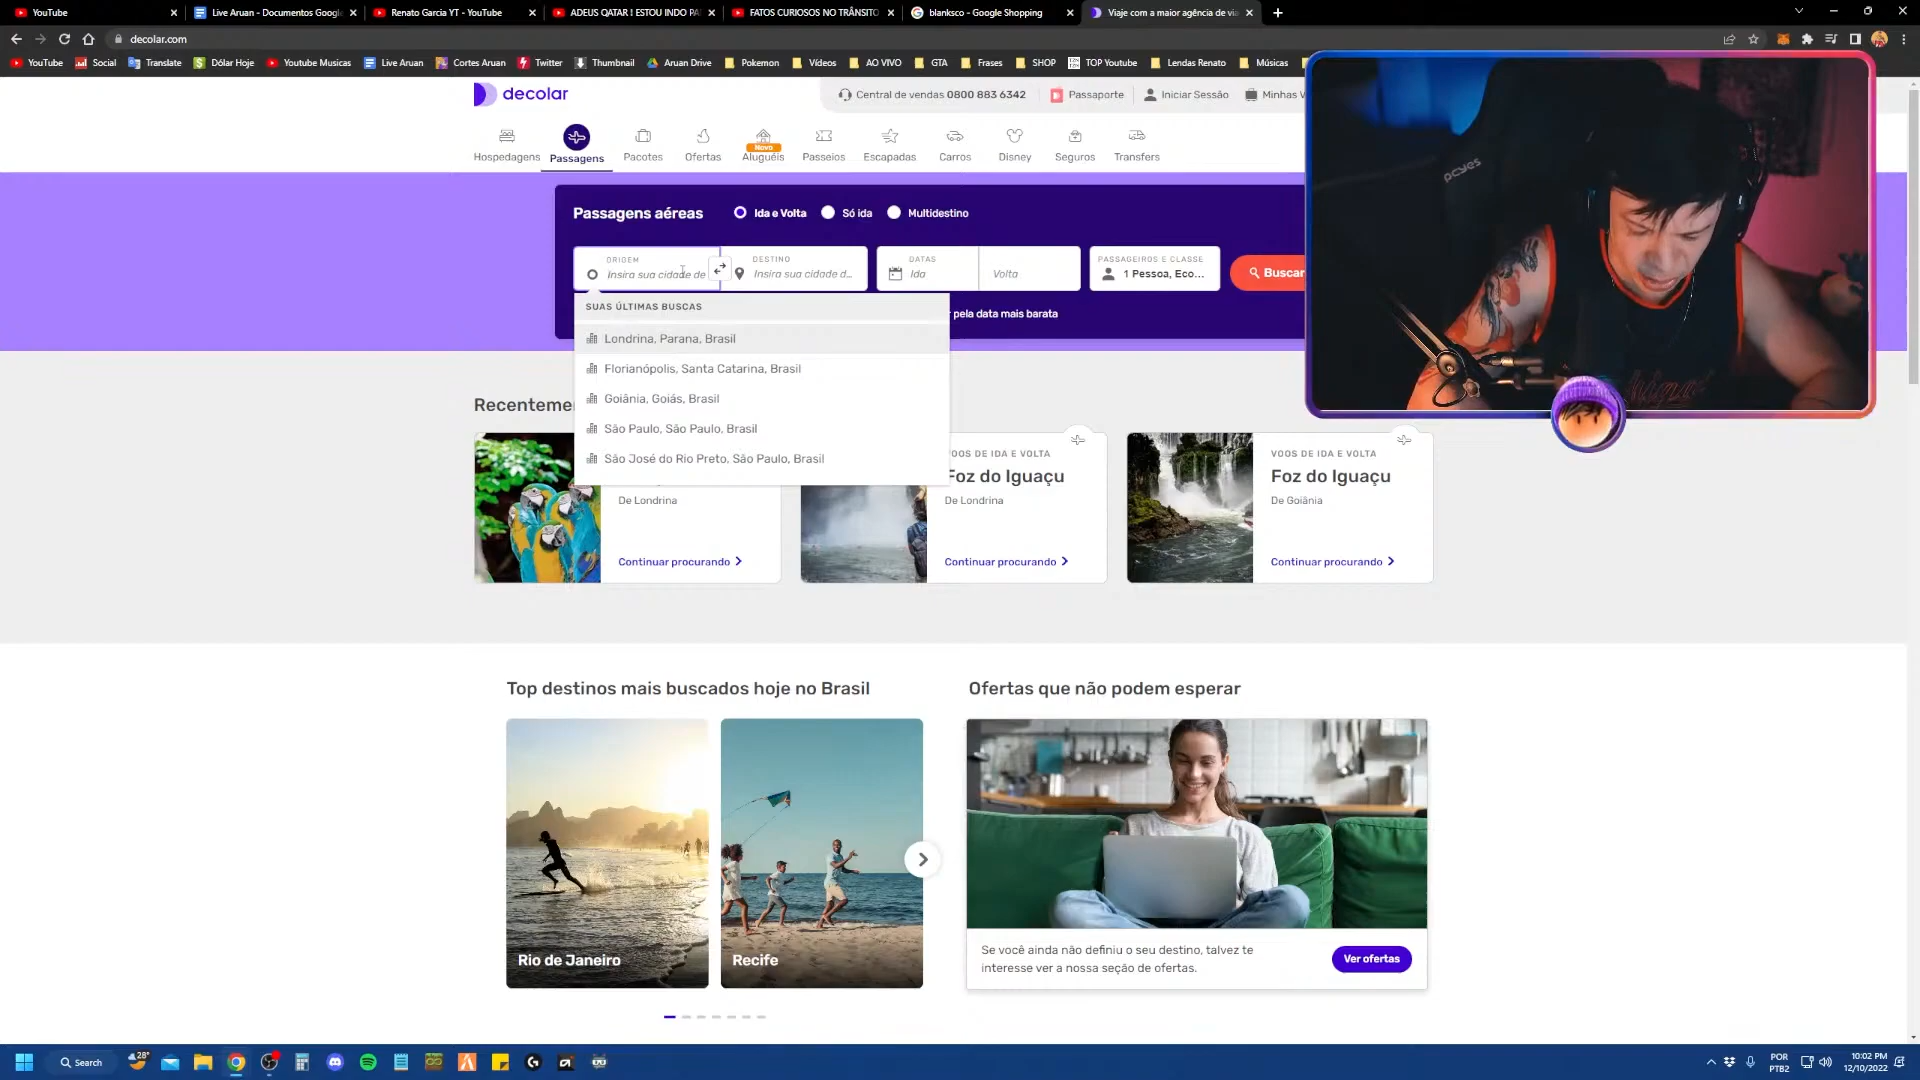 YouTube
Live Aruan - Documentos Google
Renato Garcia YT - YouTube
ADEUS QATAR ! ESTOU INDO PA
FATOS CURIOSOS NO TRÂNSITO
blanksco - Google Shopping
Viaje com a maior agência de via
decolar.com
YouTube
Social
Translate
Dólar Hoje
Youtube Musicas
Live Aruan
Cortes Aruan
Twitter
Thumbnail
Aruan Drive
Pokemon
Vídeos
AO VIVO
GTA
Frases
SHOP
TOP Youtube
Lendas Renato
Músicas
decolar
Central de vendas 0800 883 6342
Passaporte
Iniciar Sessão
Minhas V
Hospedagens
Passagens
Pacotes
Ofertas
Novo
Aluguéis
Passeios
Escapadas
Carros
Disney
Seguros
Transfers
pcyes
Passagens aéreas
Ida e Volta
Só ida
Multidestino
ORIGEM
Insira sua cidade de
DESTINO
Insira sua cidade d...
DATAS
Ida
Volta
PASSAGEIROS E CLASSE
1 Pessoa, Eco...
Buscar
SUAS ÚLTIMAS BUSCAS
pela data mais barata
Londrina, Parana, Brasil
Florianópolis, Santa Catarina, Brasil
Goiânia, Goiás, Brasil
São Paulo, São Paulo, Brasil
São José do Rio Preto, São Paulo, Brasil
Recenteme
De Londrina
Continuar procurando
VOOS DE IDA E VOLTA
Foz do Iguaçu
De Londrina
Continuar procurando
VOOS DE IDA E VOLTA
Foz do Iguaçu
De Goiânia
Continuar procurando
Top destinos mais buscados hoje no Brasil
Ofertas que não podem esperar
Rio de Janeiro
Recife
Se você ainda não definiu o seu destino, talvez te
interesse ver a nossa seção de ofertas.
Ver ofertas
28°
Search
POR
PTB2
10:02 PM
12/10/2022